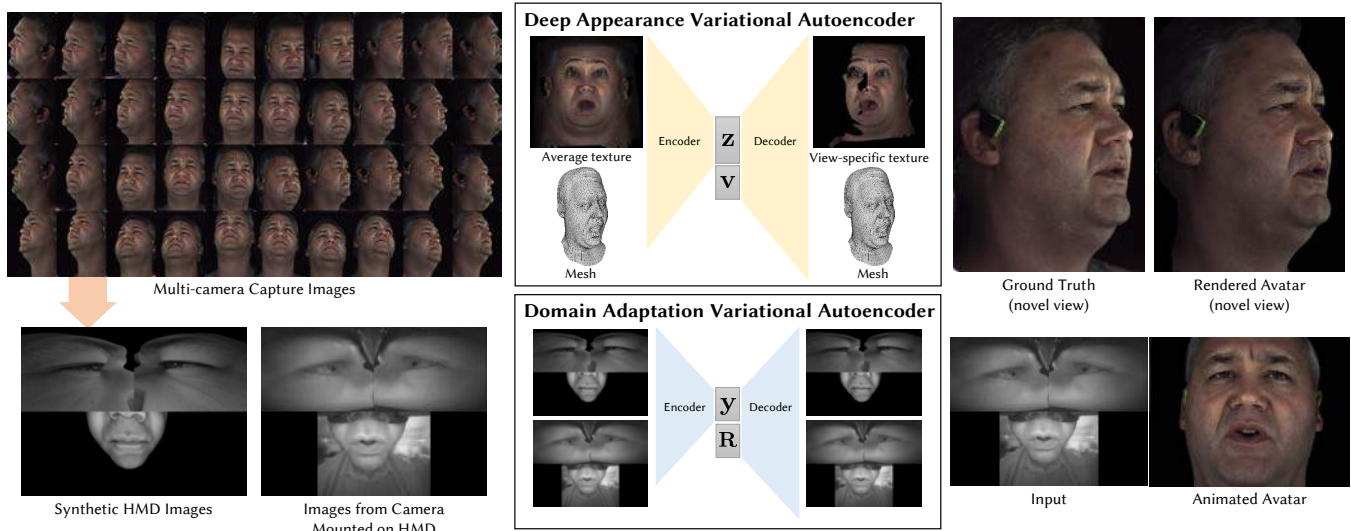 Multi-camera Capture Images
Synthetic HMD Images
Images from Camera
Mounted on HMD
Deep Appearance Variational Autoencoder
Encoder
z
v
Decoder
Average texture
View-specific texture
Mesh
Mesh
Domain Adaptation Variational Autoencoder
Encoder
y
R
Decoder
Ground Truth
(novel view)
Rendered Avatar
(novel view)
Input
Animated Avatar